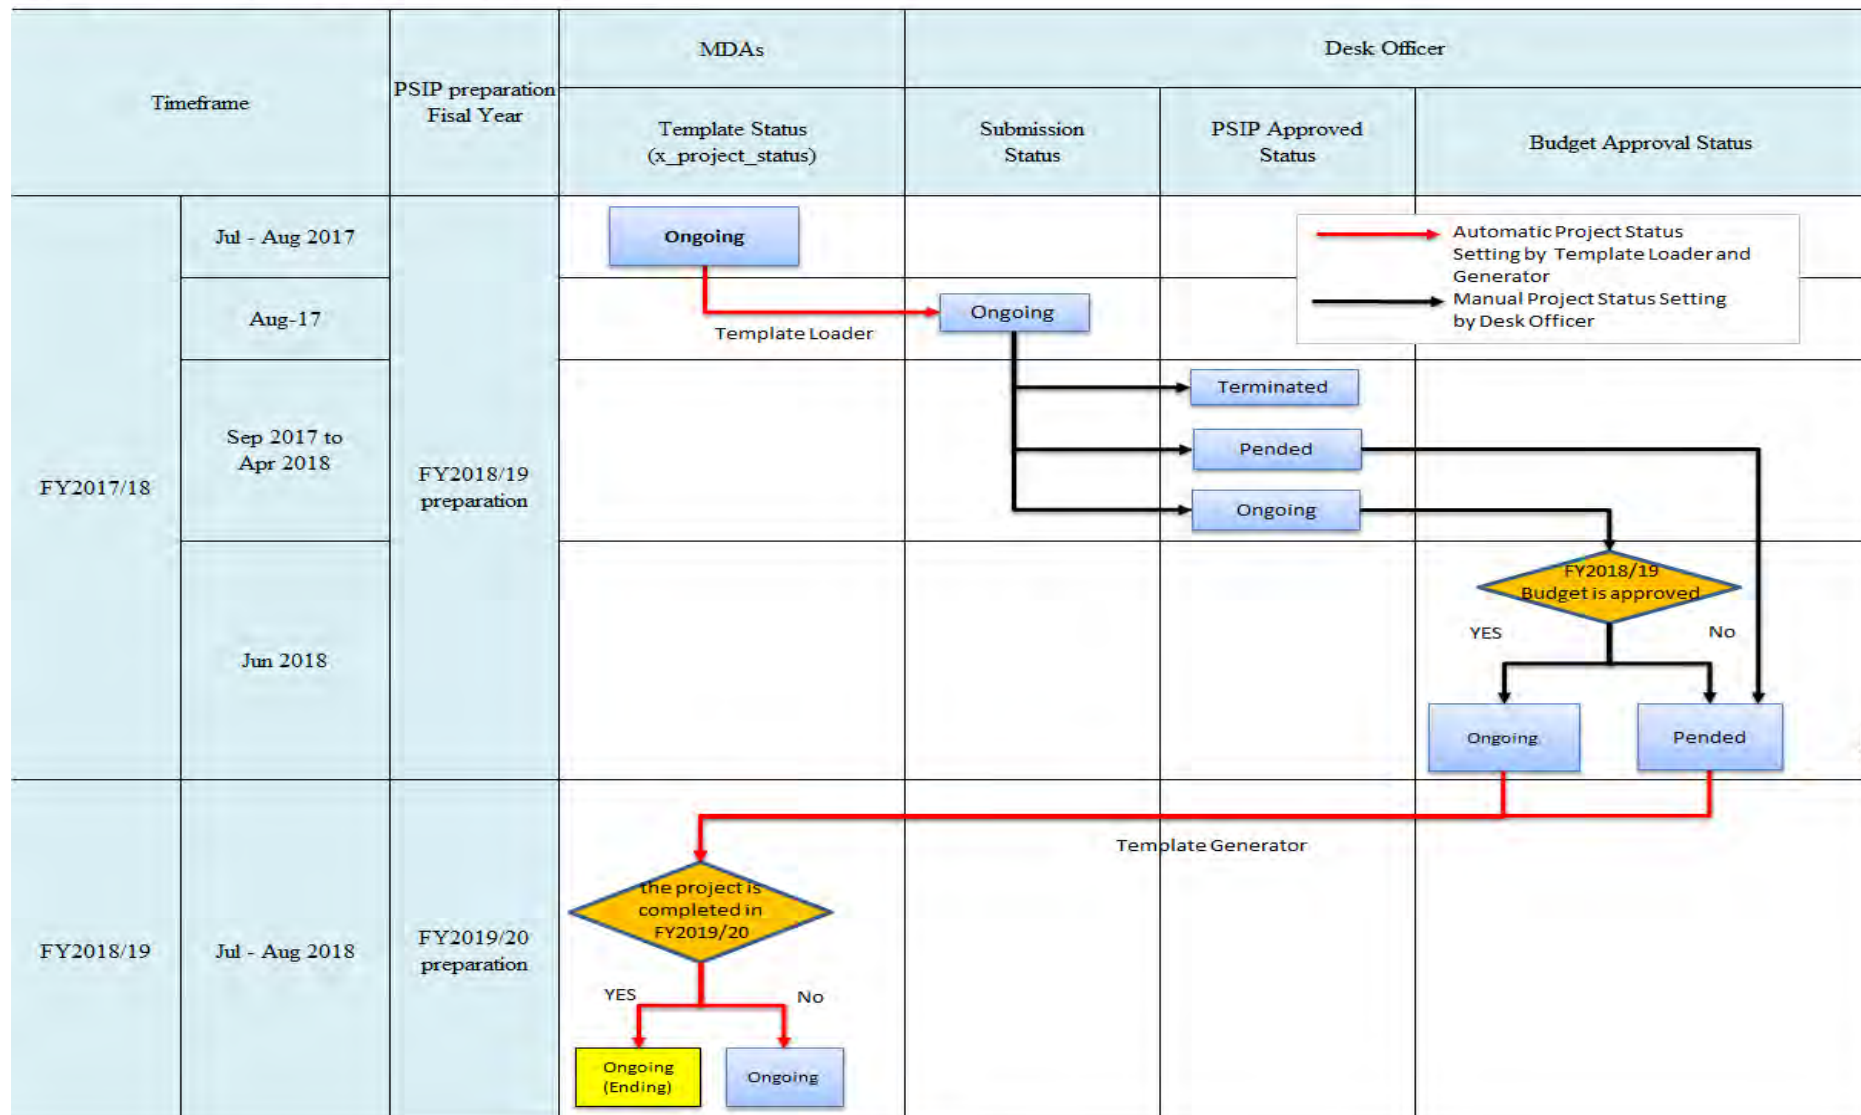 MDAs
Desk Officer
Timeframe
PSIP preparation
Fisal Year
Template Status
(x_project_status)
Submission
Status
PSIP Approved
Status
Budget Approval Status
Jul - Aug 2017
Ongoing
Automatic Project Status
Setting by Template Loader and
Generator
Manual Project Status Setting
by Desk Officer
Aug-17
Ongoing
Template Loader
Terminated
Sep 2017 to
Apr 2018
Pended
FY2017/18
FY2018/19
preparation
Ongoing
FY2018/19
Budget is approved
YES
No
Jun 2018
Ongoing
Pended
Template Generator
the project is
completed in
FY2019/20
FY2018/19
Jul - Aug 2018
FY2019/20
preparation
YES
No
Ongoing
(Ending)
Ongoing